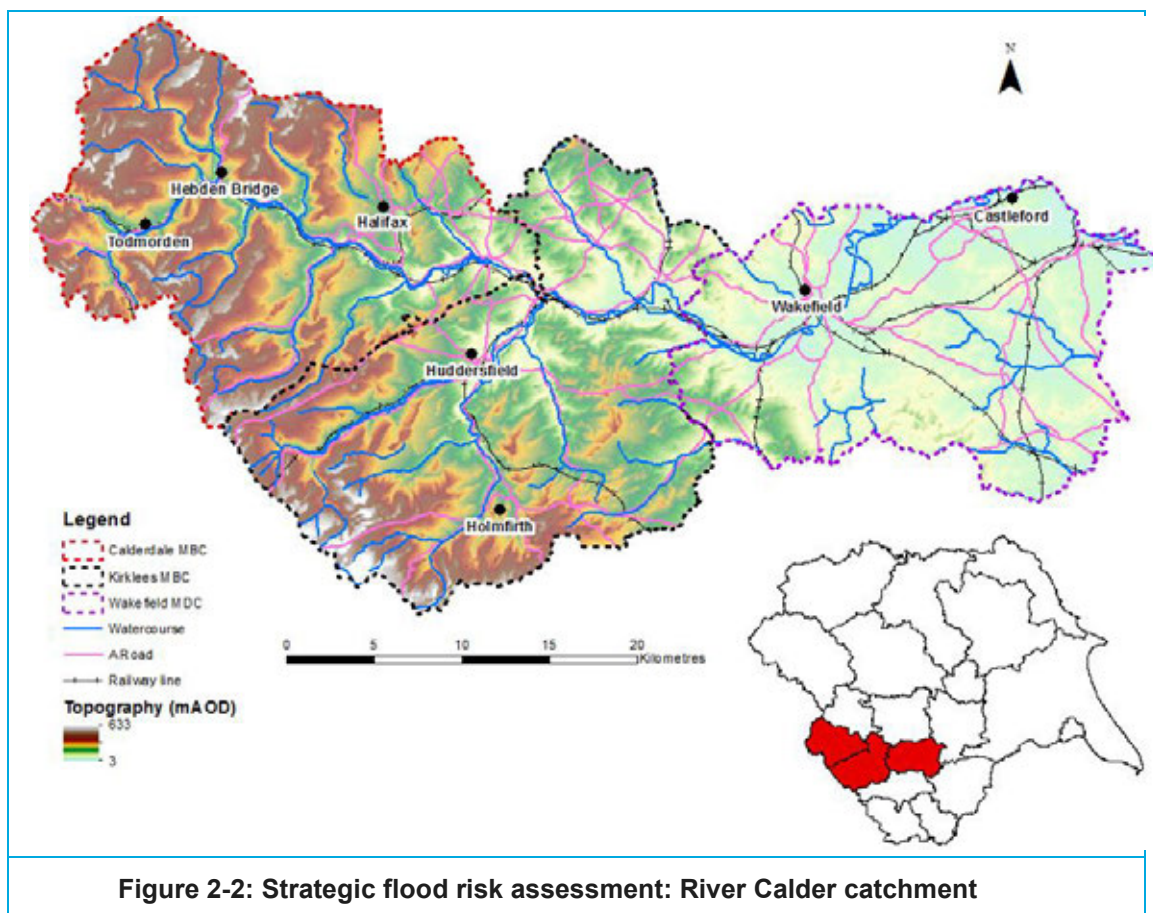 N
Hebden Bridge
Todmorden
Halifax
Castleford
Wakefield
Huddersfield
Holmfirth
Legend
Calderdale MBC
Kirklees MBC
Wakefield MDC
Watercourse
A Road
Railway line
Topography (mAOD)
633
3
0 5 10 15 20
Kilometres
Figure 2-2: Strategic flood risk assessment: River Calder catchment